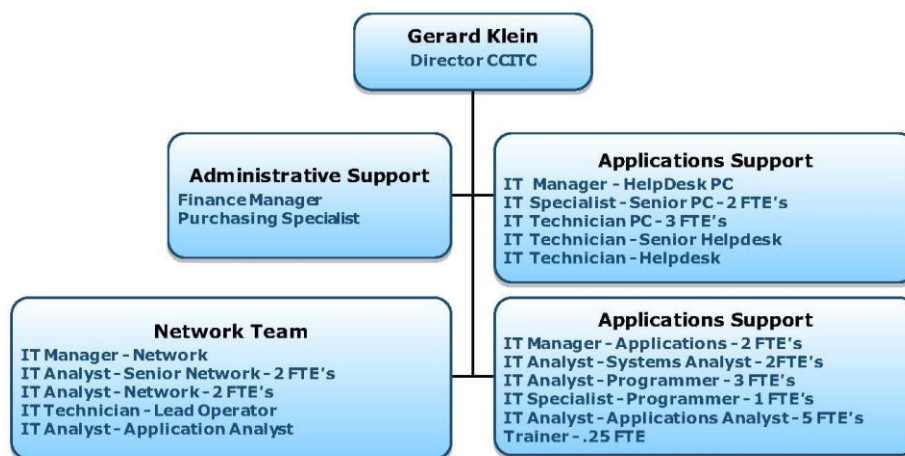 Gerard Klein
Director CCITC
Administrative Support
Finance Manager
Purchasing Specialist
Applications Support
IT Manager - HelpDesk PC
IT Specialist - Senior PC - 2 FTE's
IT Technician PC - 3 FTE's
IT Technician - Senior Helpdesk
IT Technician - Helpdesk
Network Team
IT Manager - Network
IT Analyst - Senior Network - 2 FTE's
IT Analyst - Network - 2 FTE's
IT Technician - Lead Operator
IT Analyst - Application Analyst
Applications Support
IT Manager - Applications - 2 FTE's
IT Analyst - Systems Analyst - 2FTE's
IT Analyst - Programmer - 3 FTE's
IT Specialist - Programmer - 1 FTE's
IT Analyst - Applications Analyst - 5 FTE's
Trainer - .25 FTE